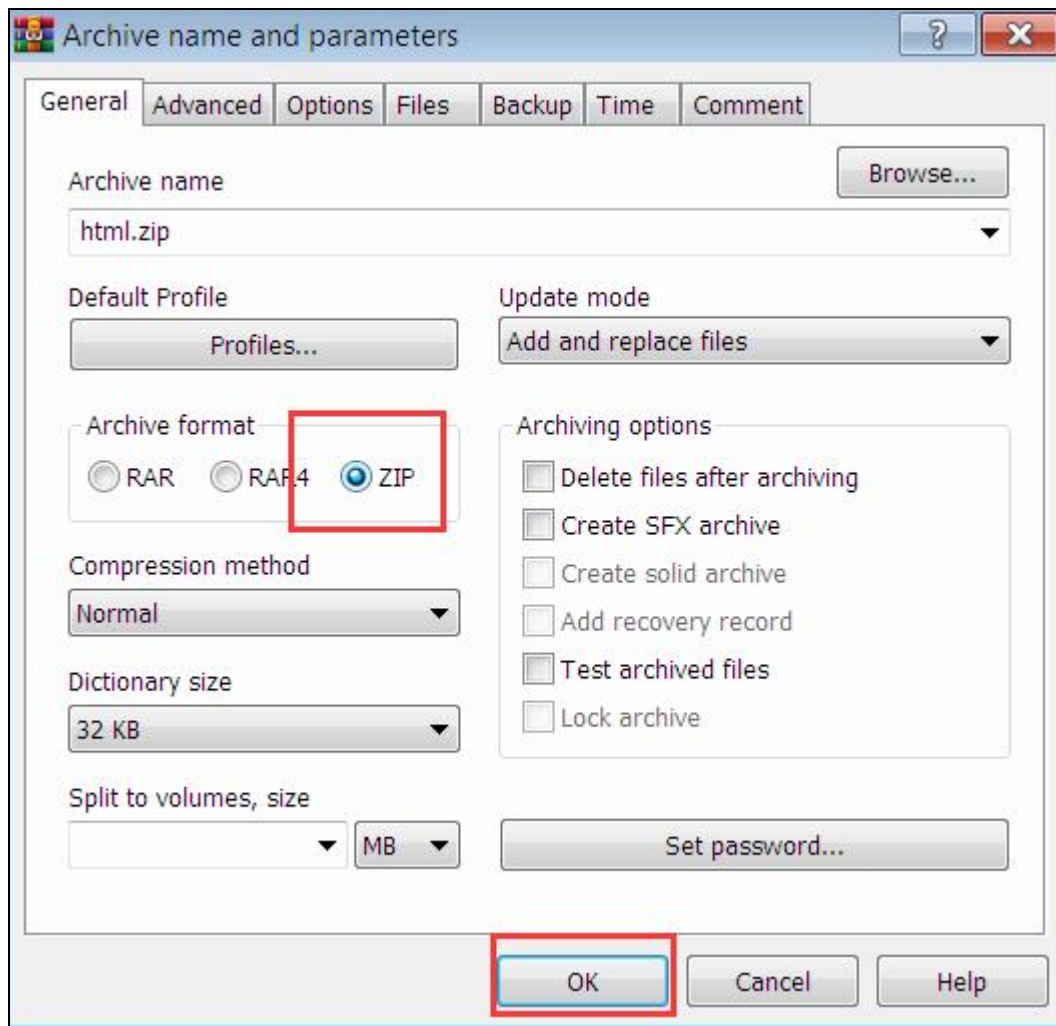 Archive name and parameters
General Advanced Options Files Backup Time Comment
Archive name
Browse...
html.zip
Default Profile
Update mode
Profiles...
Add and replace files
Archive format
RAR RAR4 ZIP
Archiving options
Delete files after archiving
Create SFX archive
Create solid archive
Add recovery record
Test archived files
Lock archive
Compression method
Normal
Dictionary size
32 KB
Split to volumes, size
MB
Set password...
OK Cancel Help